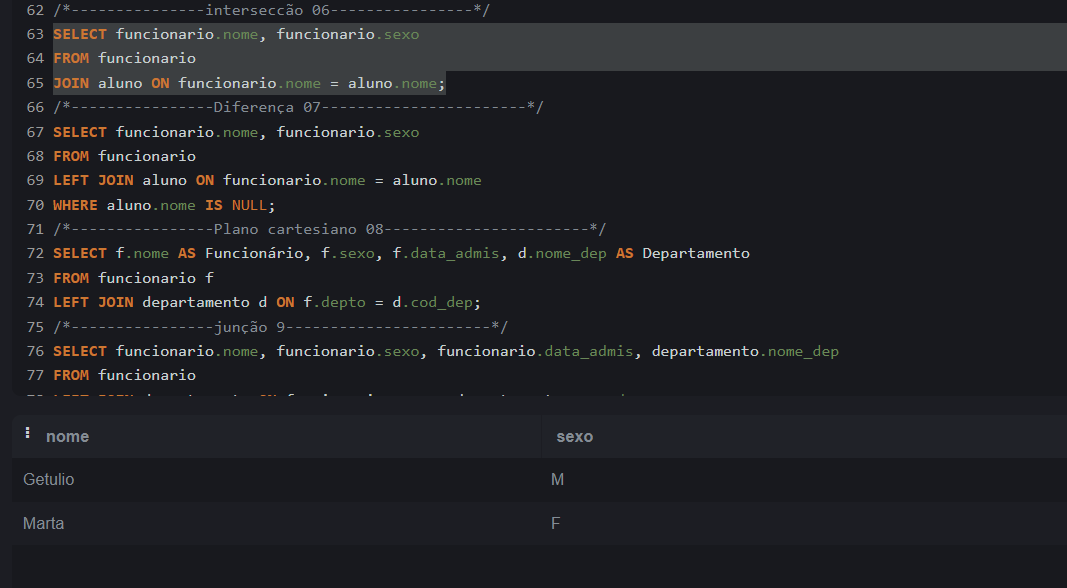 62 /*---------------intersecção 06----------------*/
63 SELECT funcionario.nome, funcionario.sexo
64 FROM funcionario
65 JOIN aluno ON funcionario.nome = aluno.nome;
66 /*----------------Diferença 07-----------------------*/
67 SELECT funcionario.nome, funcionario.sexo
68 FROM funcionario
69 LEFT JOIN aluno ON funcionario.nome = aluno.nome
70 WHERE aluno.nome IS NULL;
71 /*----------------Plano cartesiano 08-----------------------*/
72 SELECT f.nome AS Funcionário, f.sexo, f.data_admis, d.nome_dep AS Departamento
73 FROM funcionario f
74 LEFT JOIN departamento d ON f.depto = d.cod_dep;
75 /*----------------junção 9-----------------------*/
76 SELECT funcionario.nome, funcionario.sexo, funcionario.data_admis, departamento.nome_dep
77 FROM funcionario
nome sexo
Getulio M
Marta F